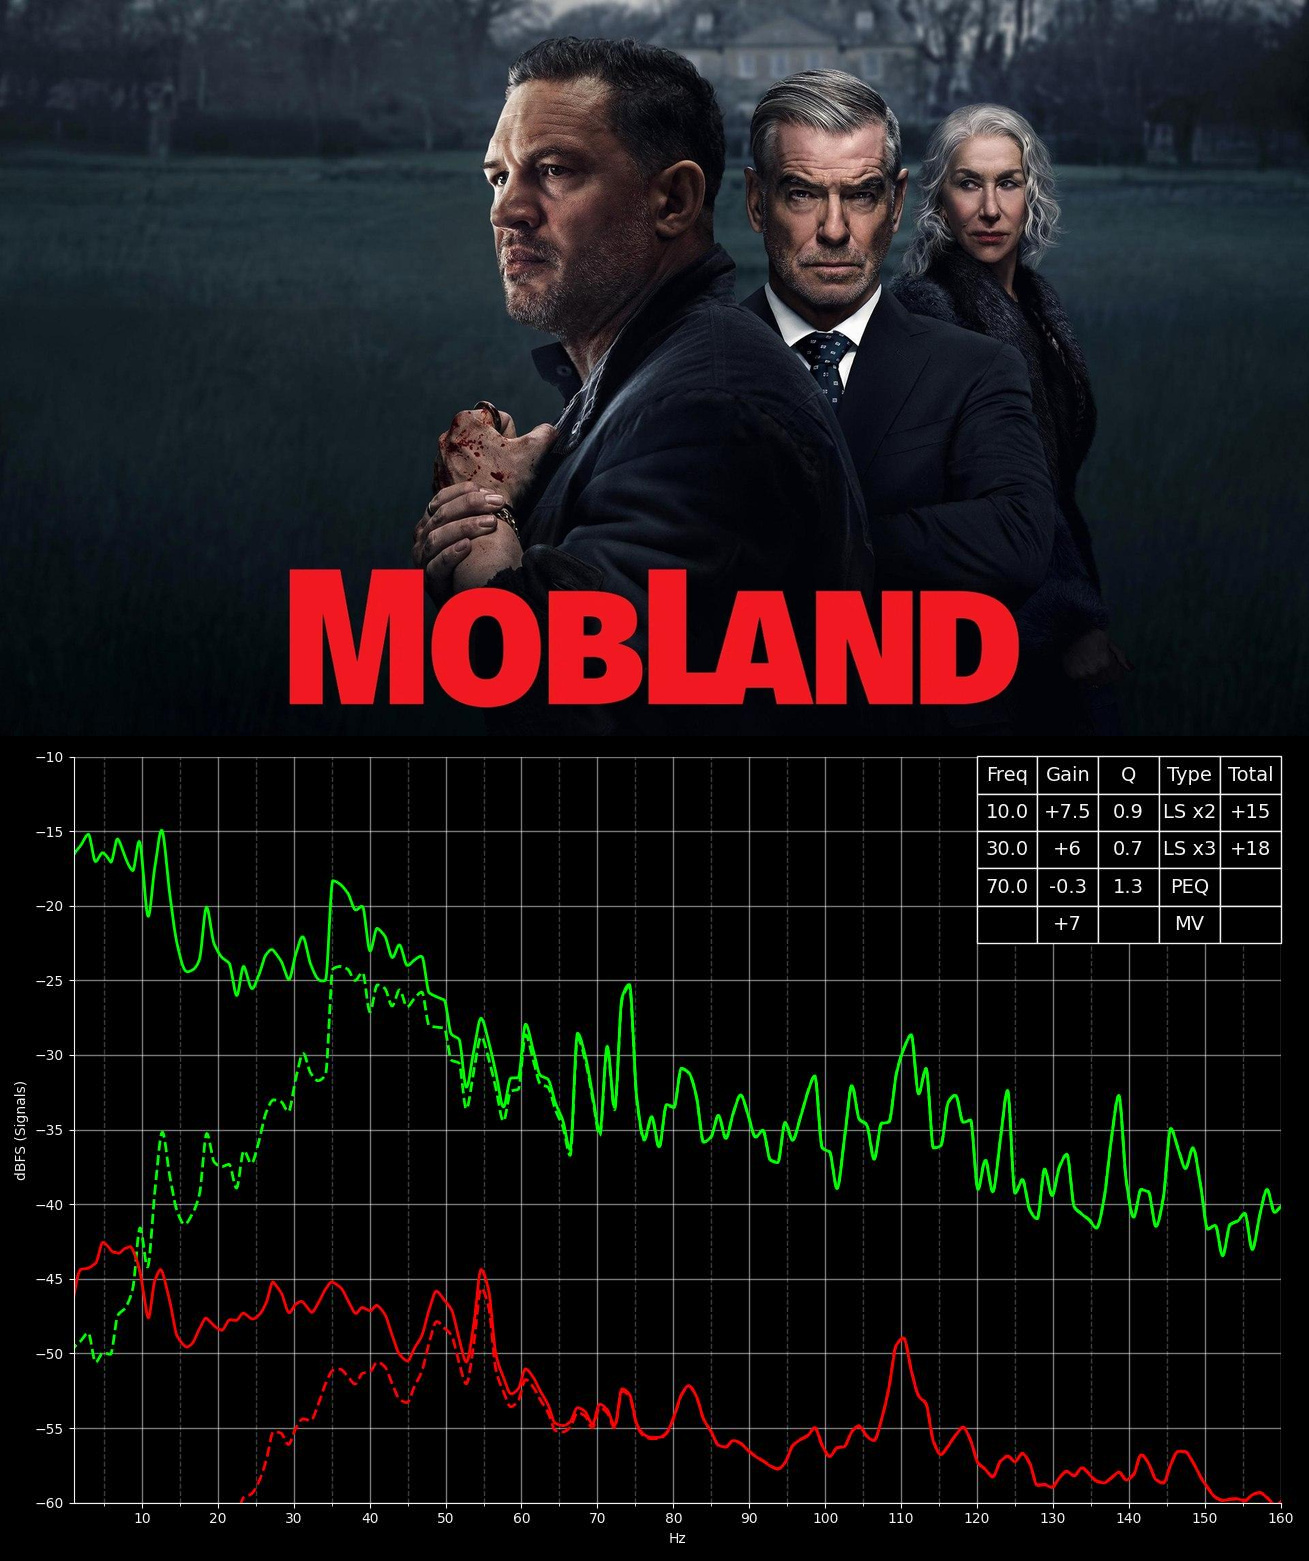 MOBLAND
Freq Gain Q Type Total
10.0 +7.5 0.9 LS x2 +15
30.0 +6 0.7 LS x3 +18
70.0 -0.3 1.3 PEQ
+7 MV
−10
−15
−20
−25
−30
−35
−40
−45
−50
−55
−60
dBFS (Signals)
10 20 30 40 50 60 70 80 90 100 110 120 130 140 150 160
Hz